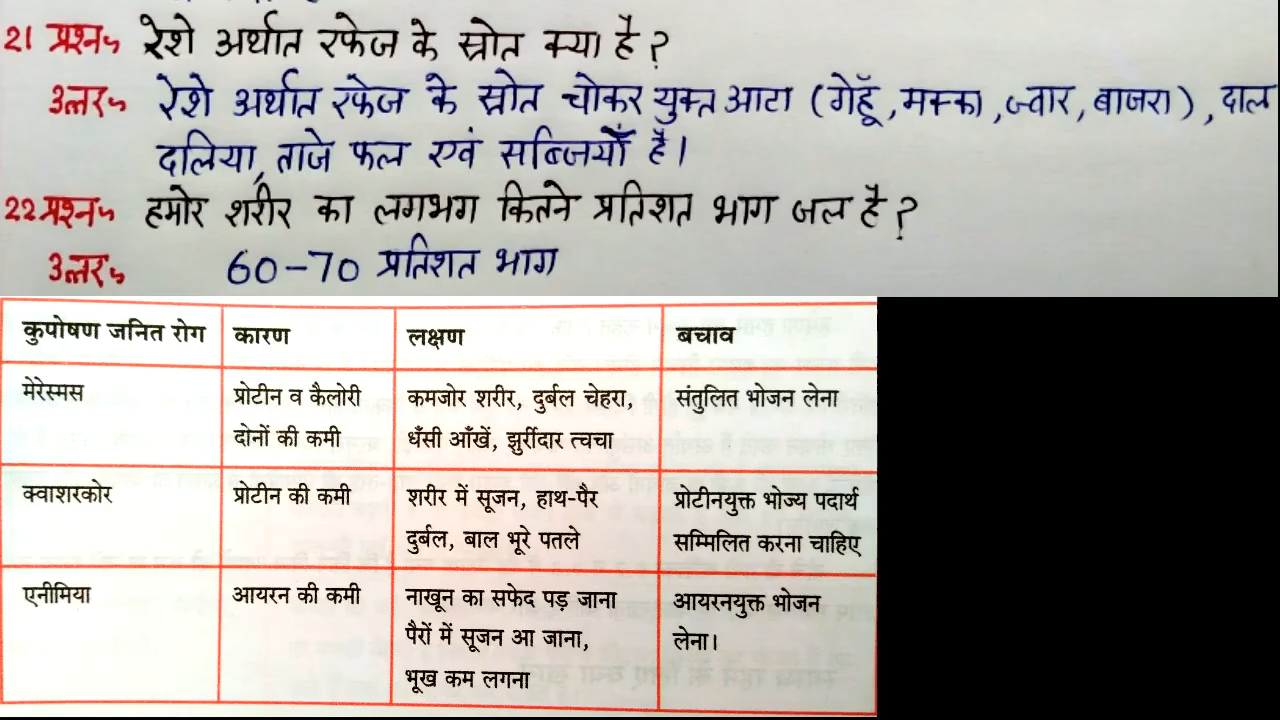 21 प्रश्न रेशे अर्थात रफेज के स्रोत क्या है ?
उत्तर रेशे अर्थात रफेज के स्रोत चोकर युक्त आटा (गेहूँ, मक्का, ज्वार, बाजरा), दाल
दलिया, ताजे फल एवं सब्जियाँ है।
22 प्रश्न हमोर शरीर का लगभग कितने प्रतिशत भाग जल है ?
उत्तर 60-70 प्रतिशत भाग
कुपोषण जनित रोग कारण लक्षण बचाव
मेरेस्मस प्रोटीन व कैलोरी कमजोर शरीर, दुर्बल चेहरा, संतुलित भोजन लेना
दोनों की कमी धँसी आँखें, झुर्रीदार त्चचा
क्वाशरकोर प्रोटीन की कमी शरीर में सूजन, हाथ-पैर प्रोटीनयुक्त भोज्य पदार्थ
दुर्बल, बाल भूरे पतले सम्मिलित करना चाहिए
एनीमिया आयरन की कमी नाखून का सफेद पड़ जाना आयरनयुक्त भोजन
पैरों में सूजन आ जाना, लेना।
भूख कम लगना